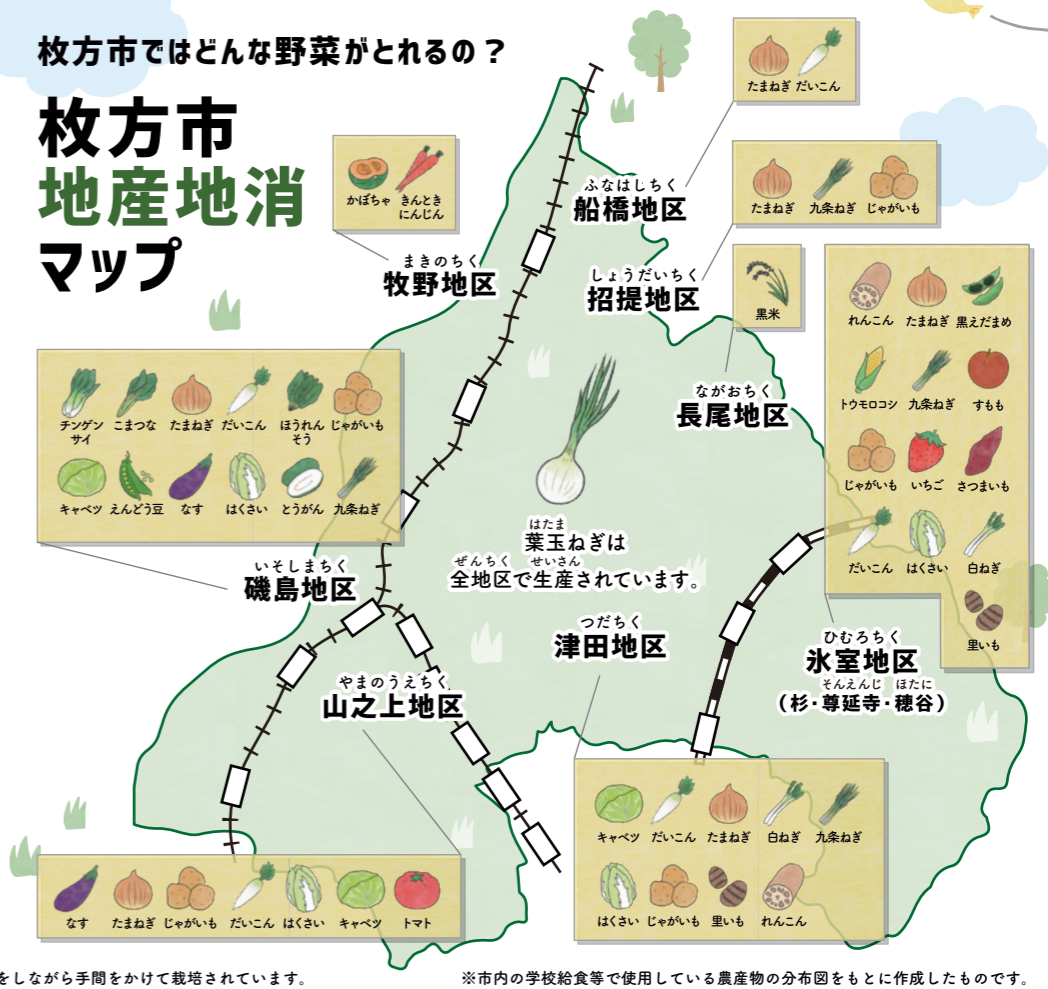 枚方市ではどんな野菜がとれるの？
枚方市
地産地消
マップ
たまねぎ だいこん
ふなはしちく
船橋地区
かぼちゃ きんとき
にんじん
まきのちく
牧野地区
たまねぎ 九条ねぎ じゃがいも
しょうだいちく
招提地区
黒米
ながおちく
長尾地区
れんこん たまねぎ 黒えだまめ
トウモロコシ 九条ねぎ すもも
じゃがいも いちご さつまいも
だいこん はくさい 白ねぎ
里いも
ひむろちく
氷室地区
そんえんじ ほたに
（杉・尊延寺・穂谷）
チンゲン こまつな たまねぎ だいこん ほうれん じゃがいも
サイ そう
キャベツ えんどう豆 なす はくさい とうがん 九条ねぎ
いそしまちく
磯島地区
はたま
葉玉ねぎは
ぜんちく せいさん
全地区で生産されています。
つだちく
津田地区
キャベツ だいこん たまねぎ 白ねぎ 九条ねぎ
はくさい じゃがいも 里いも れんこん
やまのうえちく
山之上地区
なす たまねぎ じゃがいも だいこん はくさい キャベツ トマト
をしながら手間をかけて栽培されています。
※市内の学校給食等で使用している農産物の分布図をもとに作成したものです。